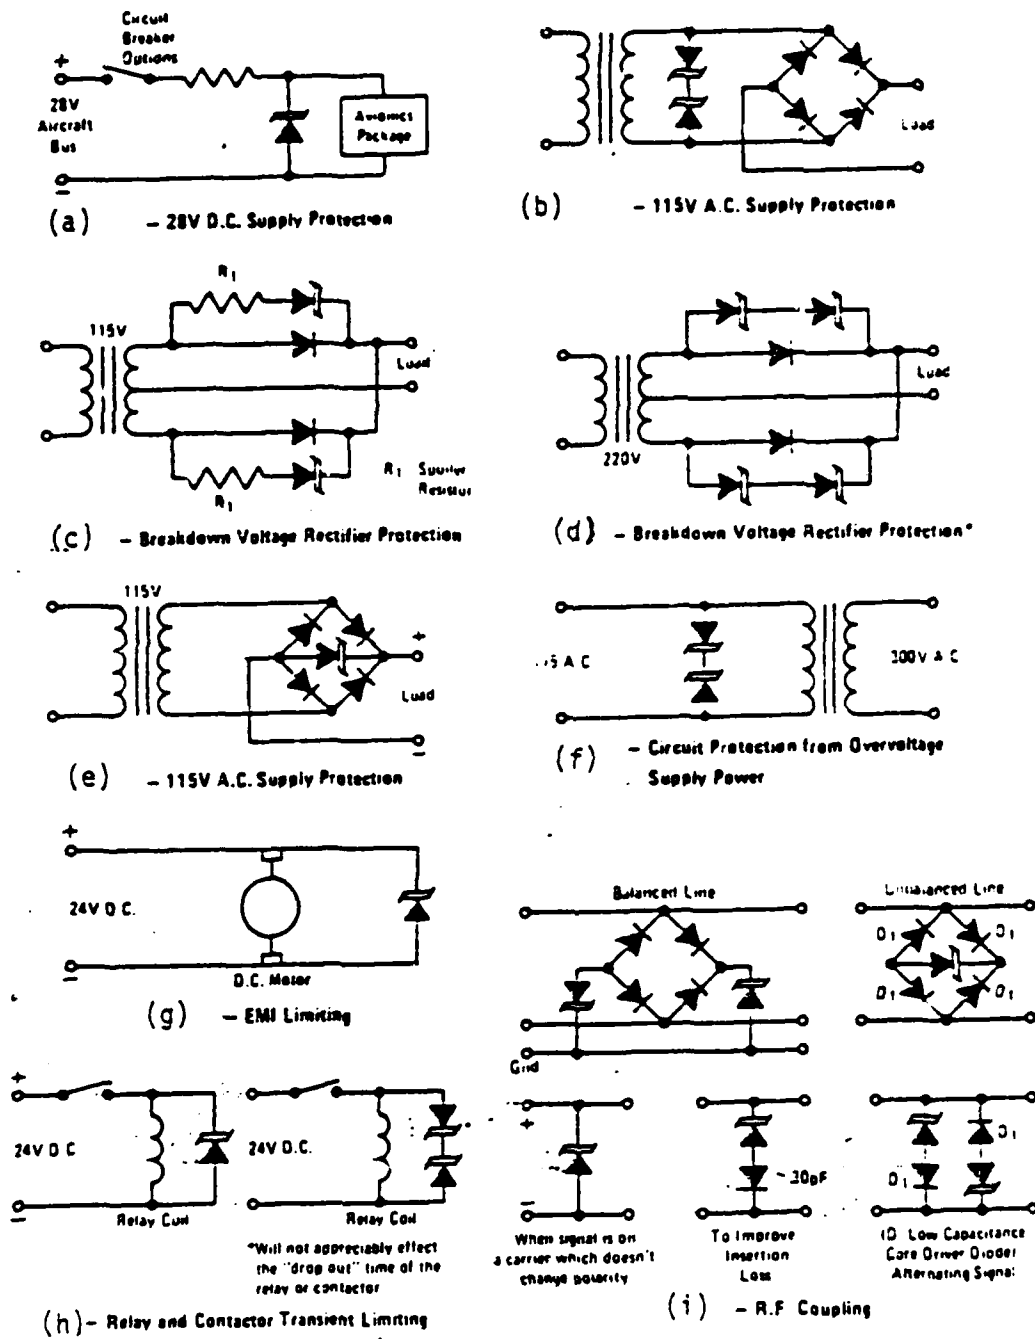 Circuit
Breaker
Options
+
28V
Aircraft
Bus
−
Avionics
Package
(a) – 28V D.C. Supply Protection
Load
(b) – 115V A.C. Supply Protection
R1
115V
Load
R1
R1
Resistor
(c) – Breakdown Voltage Rectifier Protection
Load
220V
(d) – Breakdown Voltage Rectifier Protection*
115V
+
Load
−
(e) – 115V A.C. Supply Protection
A.C
A.C
(f) – Circuit Protection from Overvoltage
Supply Power
+
24V D.C.
−
D.C. Motor
(g) – EMI Limiting
Balanced Line
Gnd
Unbalanced Line
D1
D1
D1
D1
+
24V D.C
−
Relay Coil
24V D.C.
*
Relay Coil
*Will not appreciably effect
the "drop out" time of the
relay or contactor
(h) – Relay and Contactor Transient Limiting
+
−
When signal is on
a carrier which doesn't
change polarity
30pF
To Improve
Insertion
Loss
D1
D1
Low Capacitance
Core Driver Diodes
Alternating Signal
(i) – R.F Coupling